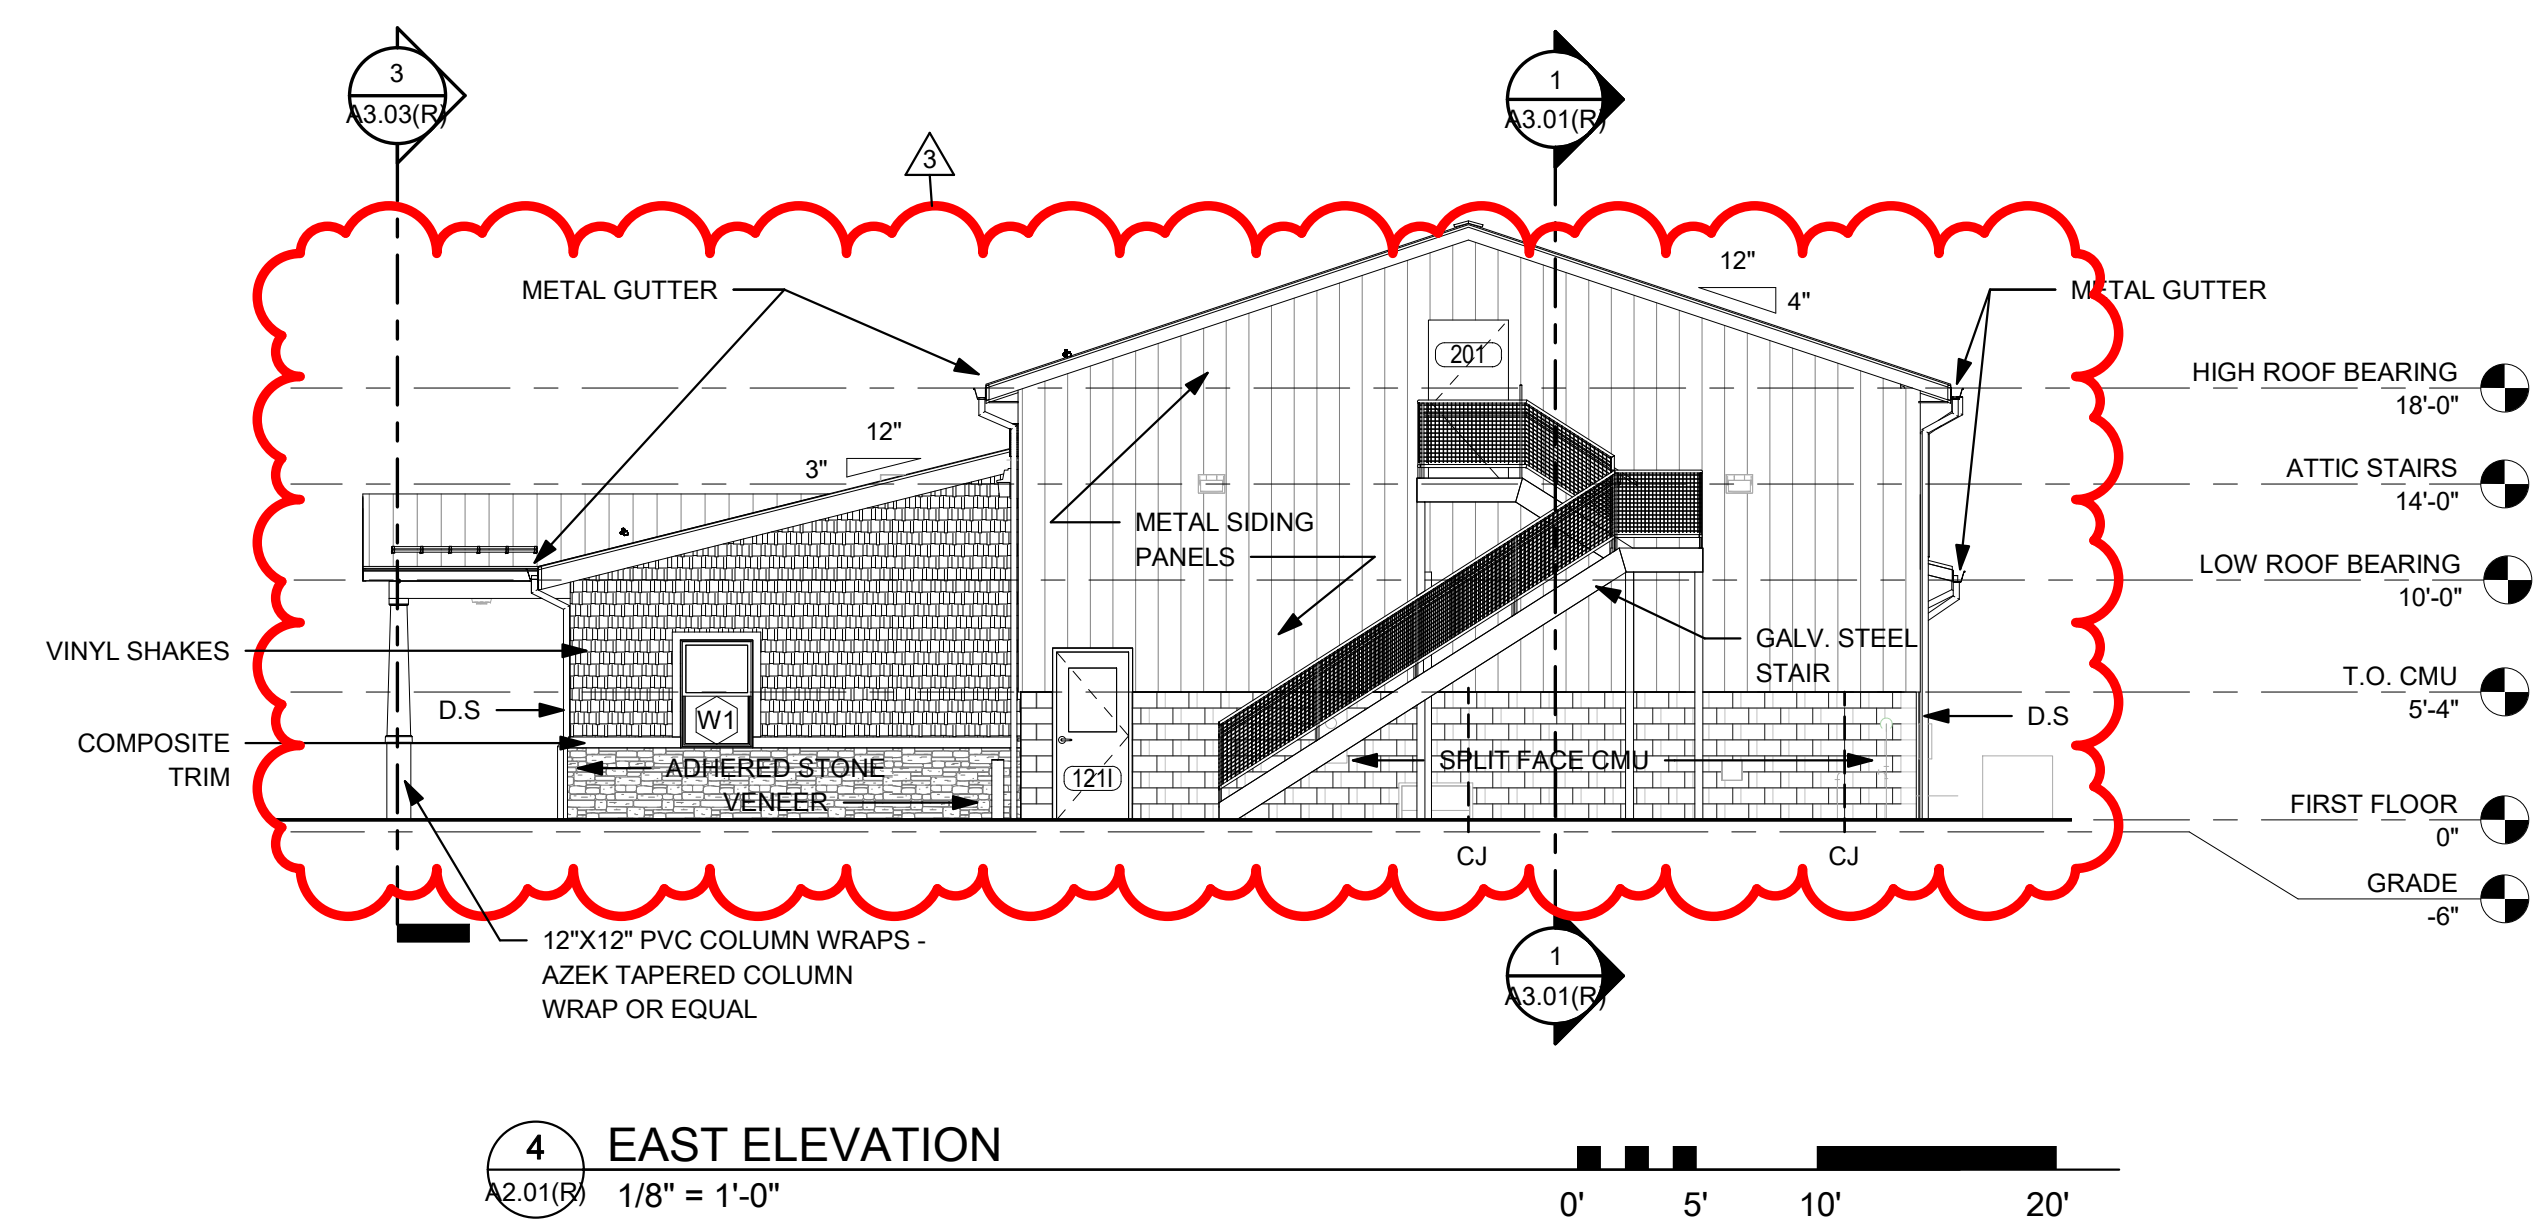 3
A3.03(R)
1
A3.01(R)
3
12"
4"
METAL GUTTER
METAL GUTTER
201
HIGH ROOF BEARING
18'-0"
12"
3"
ATTIC STAIRS
14'-0"
METAL SIDING
PANELS
LOW ROOF BEARING
10'-0"
VINYL SHAKES
GALV. STEEL
STAIR
D.S
W1
T.O. CMU
5'-4"
D.S
COMPOSITE
TRIM
ADHERED STONE
VENEER
121I
SPLIT FACE CMU
FIRST FLOOR
0"
CJ
CJ
GRADE
-6"
12"X12" PVC COLUMN WRAPS -
AZEK TAPERED COLUMN
WRAP OR EQUAL
1
A3.01(R)
4
A2.01(R)
EAST ELEVATION
1/8" = 1'-0"
0'
5'
10'
20'